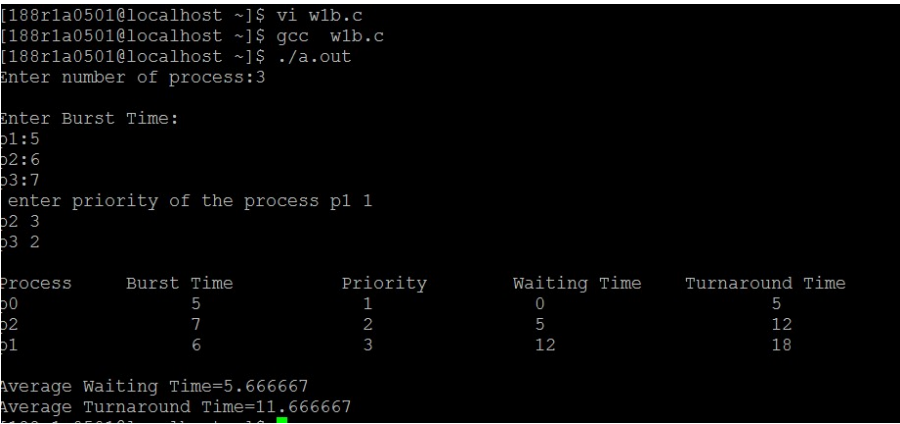 [188r1a0501@localhost ~]$ vi w1b.c
[188r1a0501@localhost ~]$ gcc  w1b.c
[188r1a0501@localhost ~]$ ./a.out
Enter number of process:3
Enter Burst Time:
p1:5
p2:6
p3:7
enter priority of the process p1 1
p2 3
p3 2
Process Burst Time Priority Waiting Time Turnaround Time
p0 5 1 0 5
p2 7 2 5 12
p1 6 3 12 18
Average Waiting Time=5.666667
Average Turnaround Time=11.666667